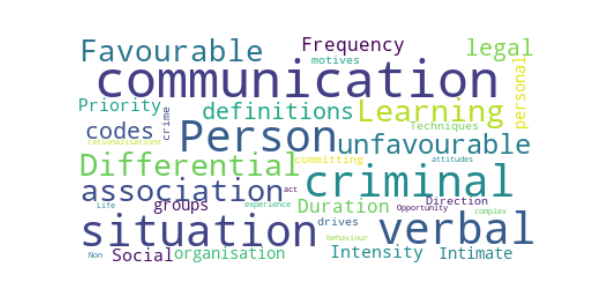 Favourable Frequency legal
motives
communication
personal
Priority crime definitions Learning
codes Person Techniques
rationalisations unfavourable
Differential committing attitudes
association act criminal
Life groups experience Duration Opportunity Direction
complex
situation drives verbal
behaviour
Non Social organisation Intensity Intimate